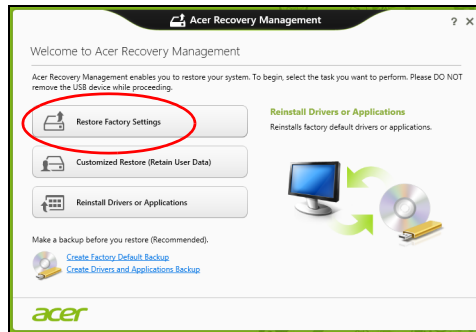 Acer Recovery Management
? X
Welcome to Acer Recovery Management
Acer Recovery Management enables you to restore your system. To begin, select the task you want to perform. Please DO NOT
remove the USB device while proceeding.
Restore Factory Settings
Customized Restore (Retain User Data)
Reinstall Drivers or Applications
Reinstall Drivers or Applications
Reinstalls factory default drivers or applications.
Make a backup before you restore (Recommended).
Create Factory Default Backup
Create Drivers and Applications Backup
acer